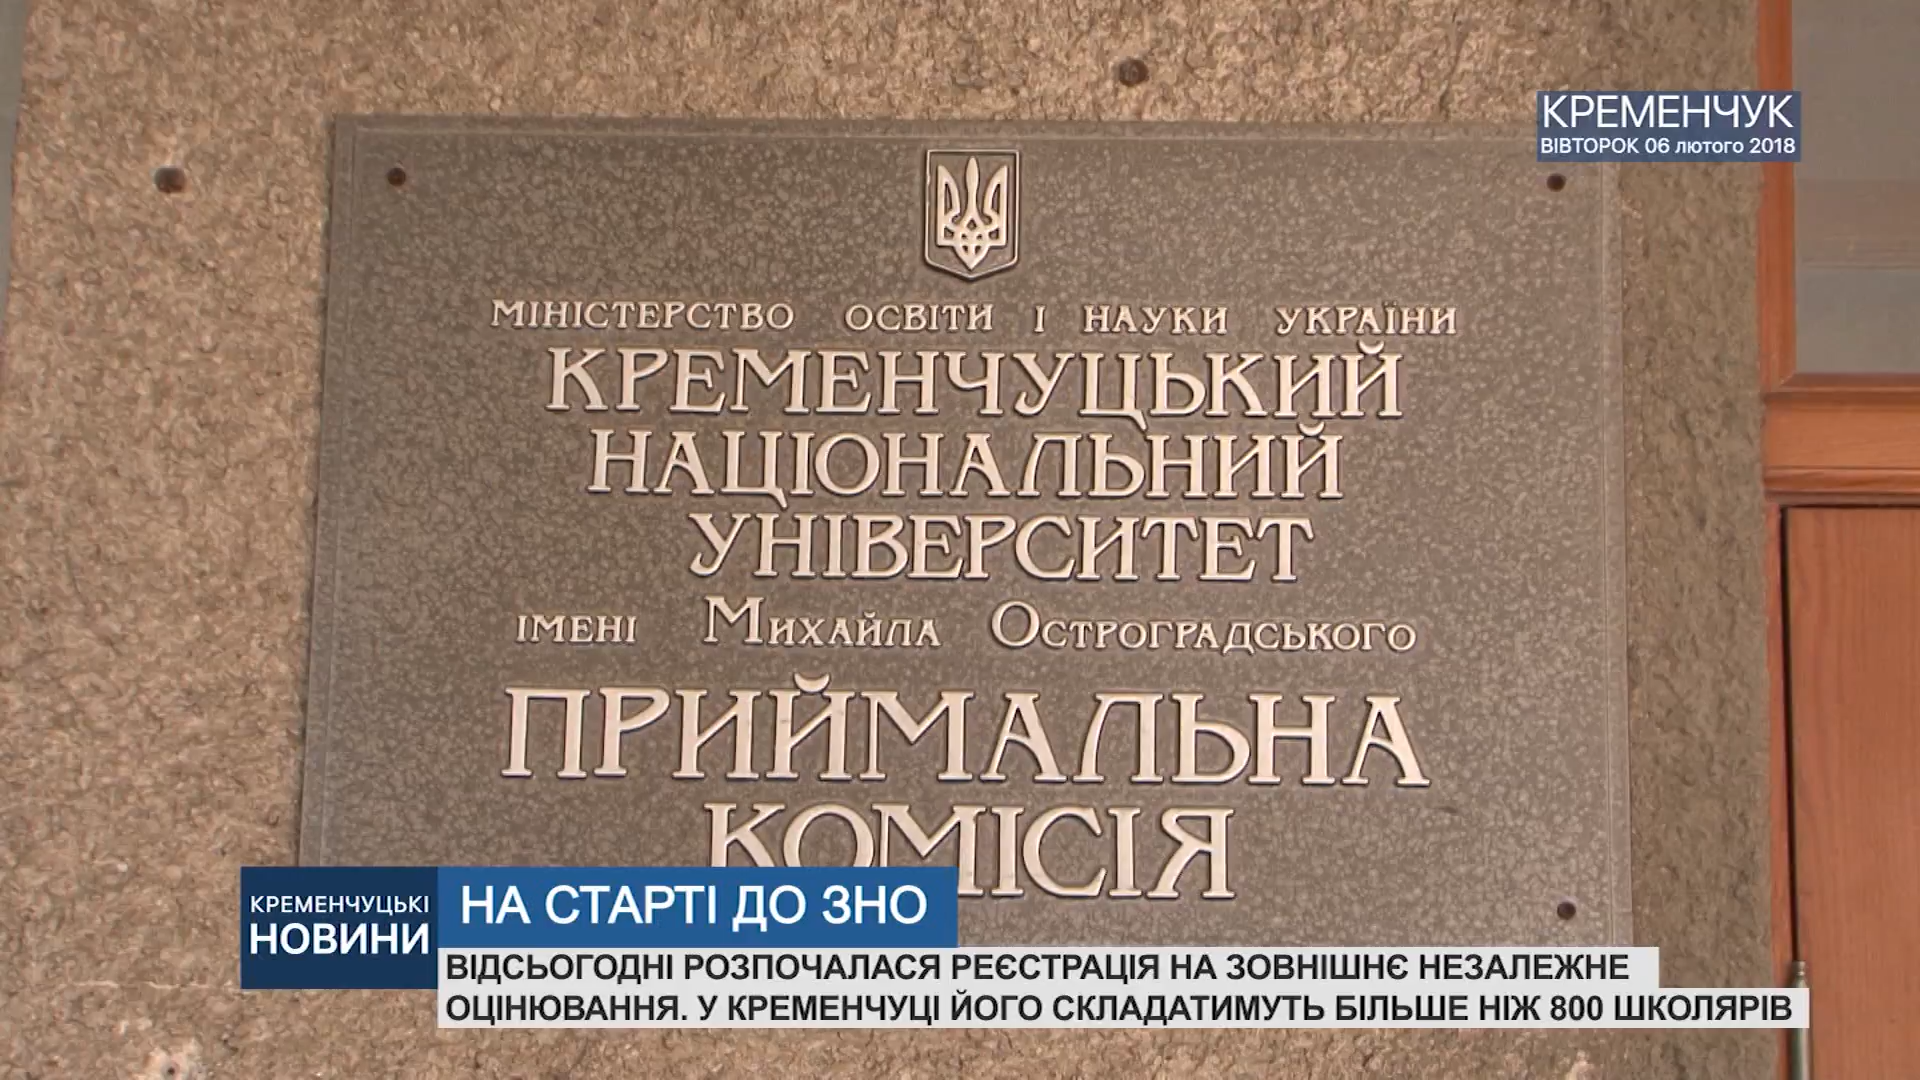 КРЕМЕНЧУК
ВІВТОРОК 06 лютого 2018
МІНІСТЕРСТВО ОСВІТИ І НАУКИ УКРАЇНИ
КРЕМЕНЧУЦЬКИЙ
НАЦІОНАЛЬНИЙ
УНІВЕРСИТЕТ
ІМЕНІ МИХАЙЛА ОСТРОГРАДСЬКОГО
ПРИЙМАЛЬНА
КОМІСІЯ
КРЕМЕНЧУЦЬКІ
НОВИНИ
НА СТАРТІ ДО ЗНО
ВІДСЬОГОДНІ РОЗПОЧАЛАСЯ РЕЄСТРАЦІЯ НА ЗОВНІШНЄ НЕЗАЛЕЖНЕ
ОЦІНЮВАННЯ. У КРЕМЕНЧУЦІ ЙОГО СКЛАДАТИМУТЬ БІЛЬШЕ НІЖ 800 ШКОЛЯРІВ